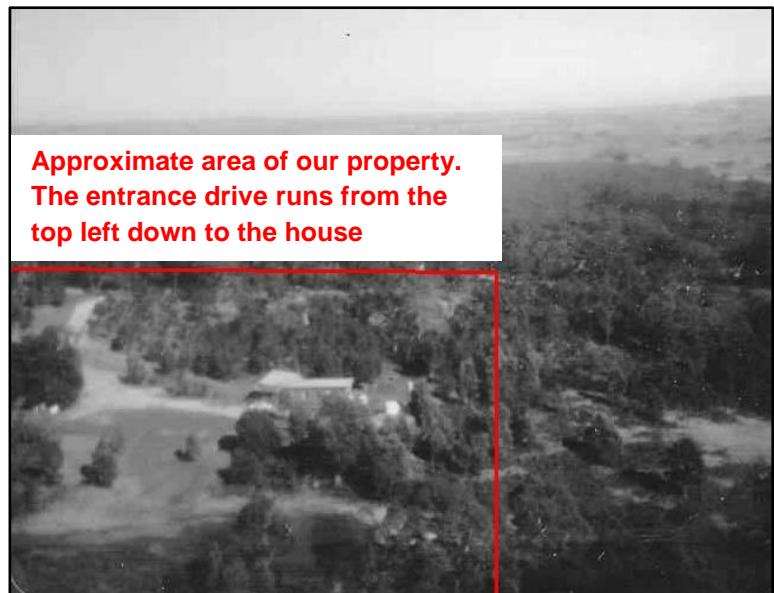 Approximate area of our property.
The entrance drive runs from the
top left down to the house